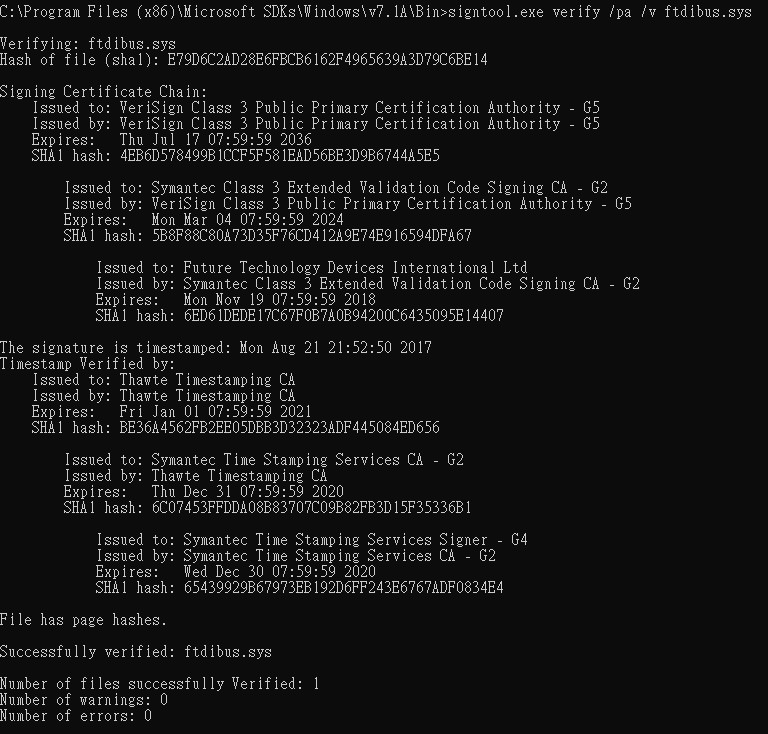 C:\Program Files (x86)\Microsoft SDKs\Windows\v7.1A\Bin>signtool.exe verify /pa /v ftdibus.sys
Verifying: ftdibus.sys
Hash of file (sha1): E79D6C2AD28E6FBCB6162F4965639A3D79C6BE14
Signing Certificate Chain:
Issued to: VeriSign Class 3 Public Primary Certification Authority - G5
Issued by: VeriSign Class 3 Public Primary Certification Authority - G5
Expires: Thu Jul 17 07:59:59 2036
SHA1 hash: 4EB6D578499B1CCF5F581EAD56BE3D9B6744A5E5
Issued to: Symantec Class 3 Extended Validation Code Signing CA - G2
Issued by: VeriSign Class 3 Public Primary Certification Authority - G5
Expires: Mon Mar 04 07:59:59 2024
SHA1 hash: 5B8F88C80A73D35F76CD412A9E74E916594DFA67
Issued to: Future Technology Devices International Ltd
Issued by: Symantec Class 3 Extended Validation Code Signing CA - G2
Expires: Mon Nov 19 07:59:59 2018
SHA1 hash: 6ED61DEDE17C67F0B7A0B94200C6435095E14407
The signature is timestamped: Mon Aug 21 21:52:50 2017
Timestamp Verified by:
Issued to: Thawte Timestamping CA
Issued by: Thawte Timestamping CA
Expires: Fri Jan 01 07:59:59 2021
SHA1 hash: BE36A4562FB2EE05DBB3D32323ADF445084ED656
Issued to: Symantec Time Stamping Services CA - G2
Issued by: Thawte Timestamping CA
Expires: Thu Dec 31 07:59:59 2020
SHA1 hash: 6C07453FFDDA08B83707C09B82FB3D15F35336B1
Issued to: Symantec Time Stamping Services Signer - G4
Issued by: Symantec Time Stamping Services CA - G2
Expires: Wed Dec 30 07:59:59 2020
SHA1 hash: 65439929B67973EB192D6FF243E6767ADF0834E4
File has page hashes.
Successfully verified: ftdibus.sys
Number of files successfully Verified: 1
Number of warnings: 0
Number of errors: 0